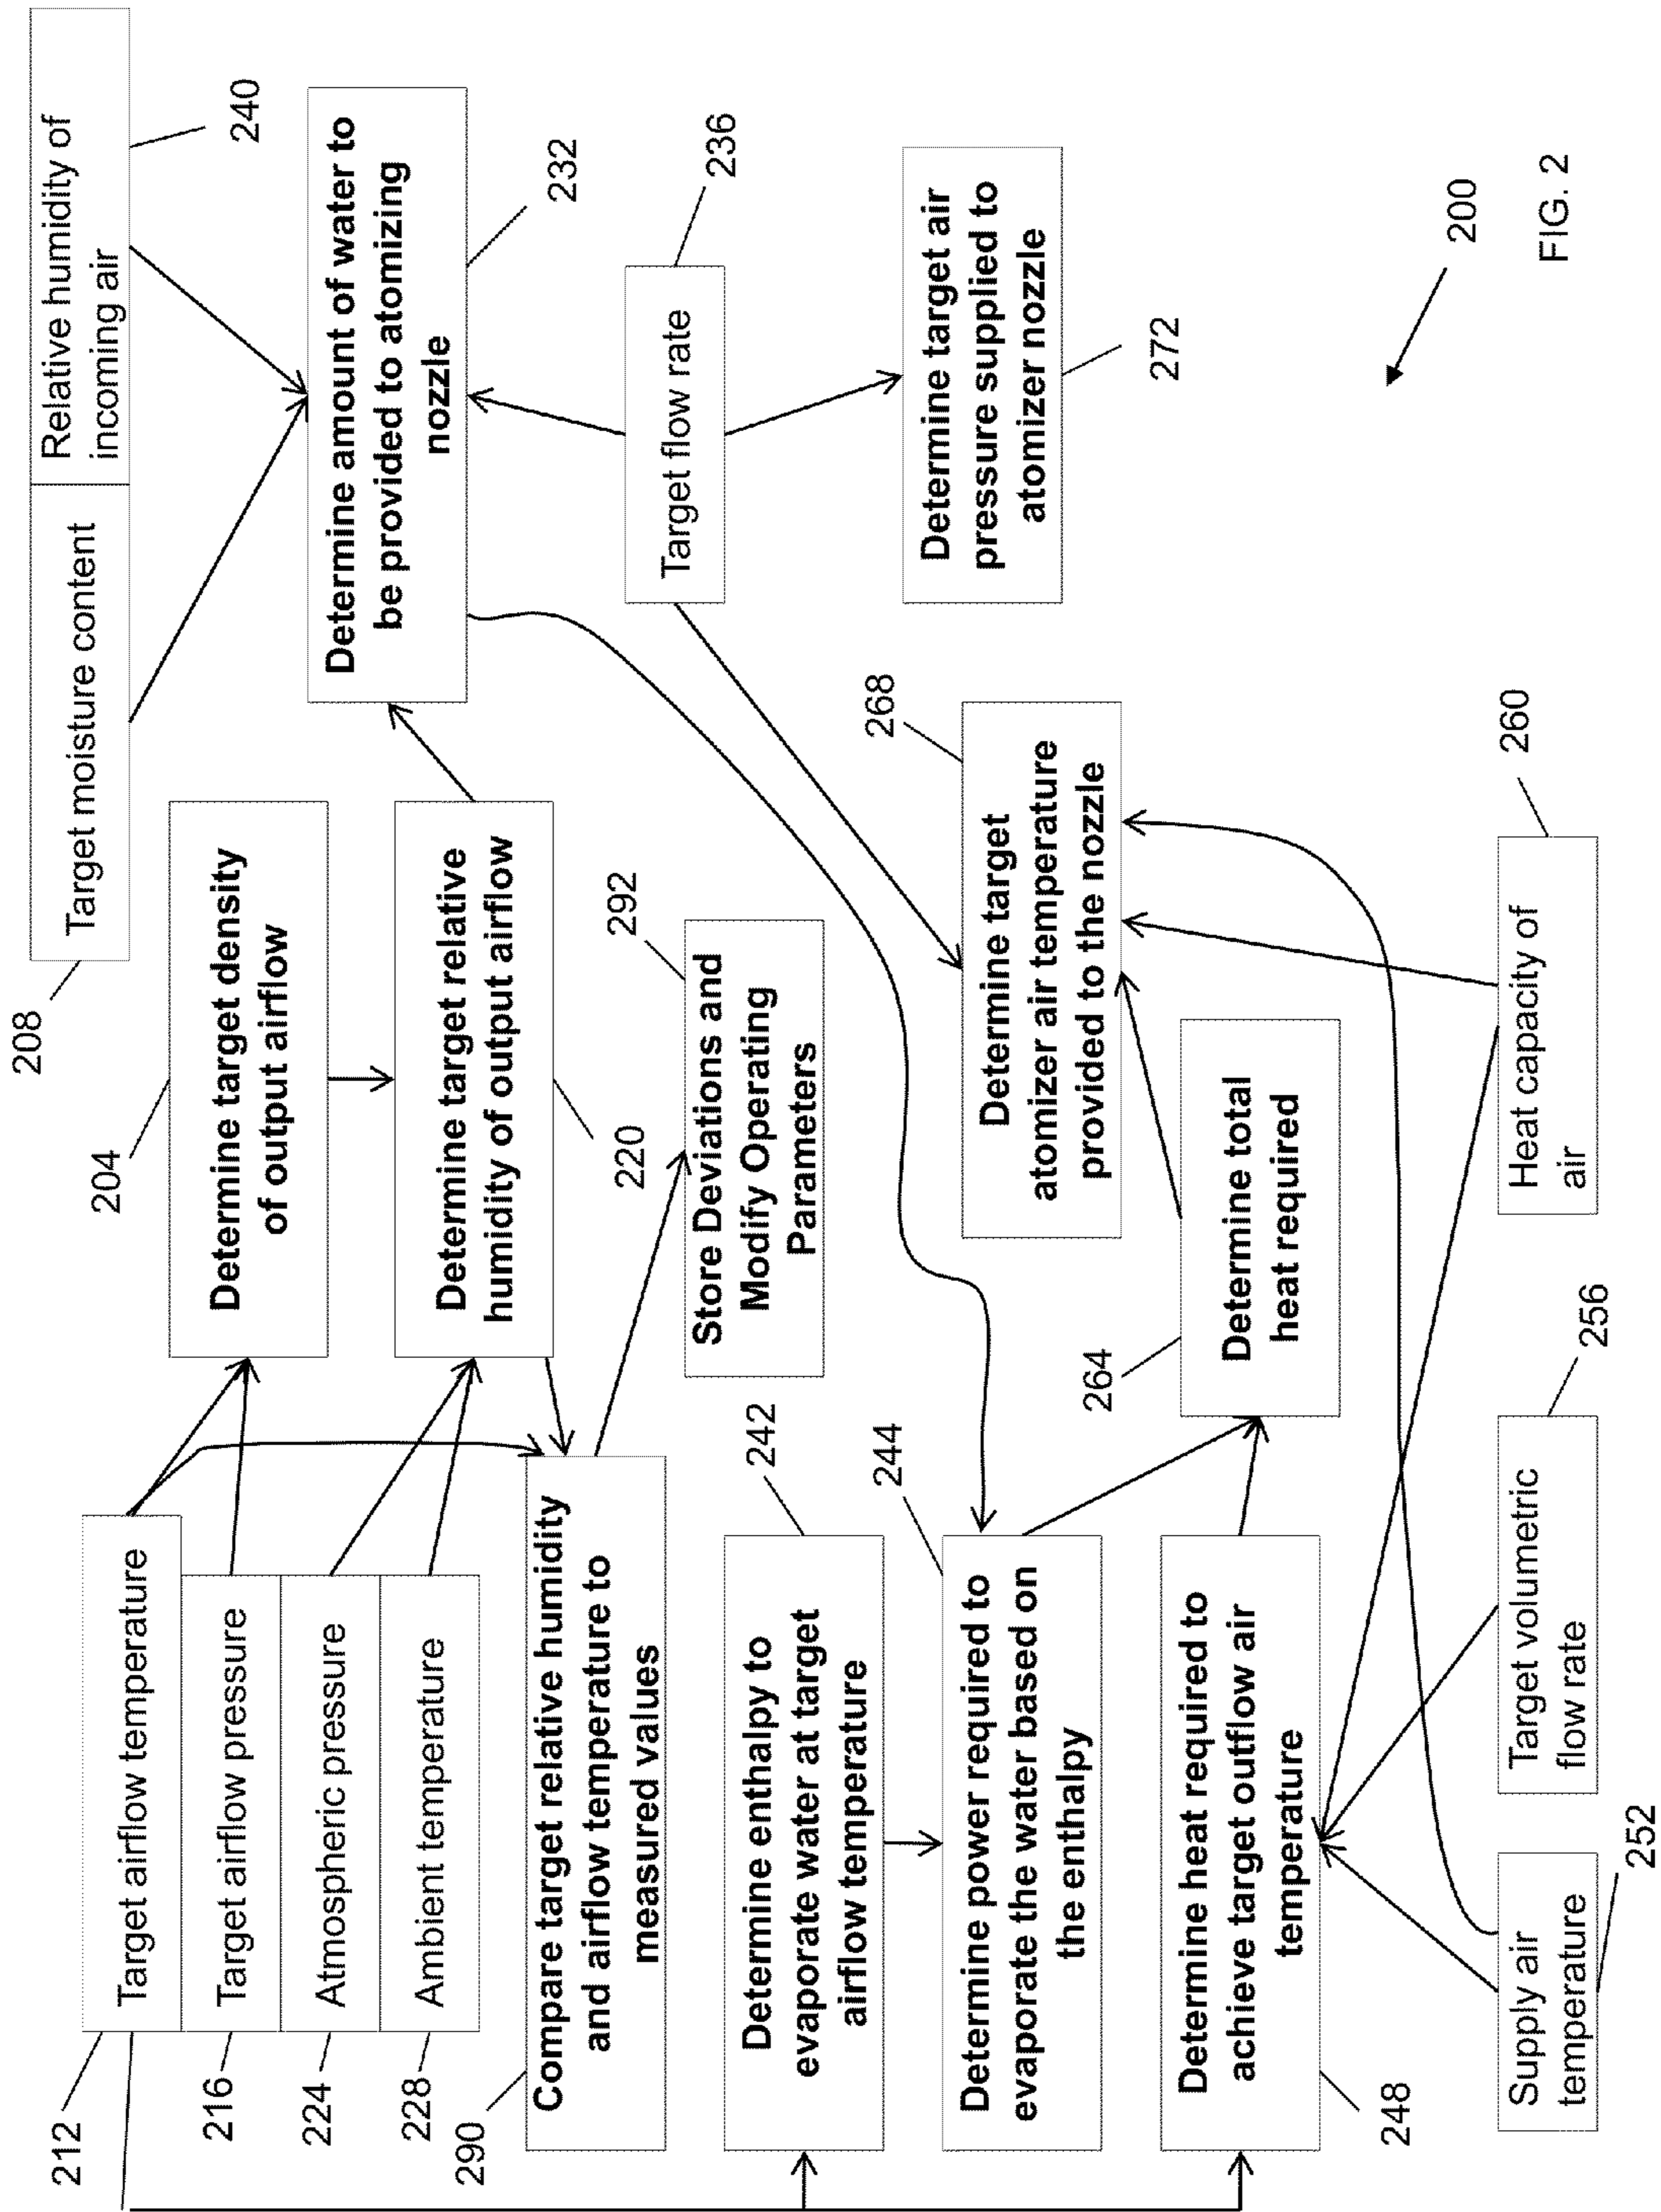 208
Target moisture content
Relative humidity of
incoming air
240
212
Target airflow temperature
216
Target airflow pressure
224
Atmospheric pressure
228
Ambient temperature
204
Determine target density
of output airflow
Determine target relative
humidity of output airflow
220
Determine amount of water to
be provided to atomizing
nozzle
232
290
Compare target relative humidity
and airflow temperature to
measured values
292
Store Deviations and
Modify Operating
Parameters
Target flow rate
236
242
Determine enthalpy to
evaporate water at target
airflow temperature
244
Determine power required to
evaporate the water based on
the enthalpy
Determine heat required to
achieve target outflow air
temperature
248
264
Determine total
heat required
268
Determine target
atomizer air temperature
provided to the nozzle
Determine target air
pressure supplied to
atomizer nozzle
272
Supply air
temperature
252
Target volumetric
flow rate
256
Heat capacity of
air
260
200
FIG. 2